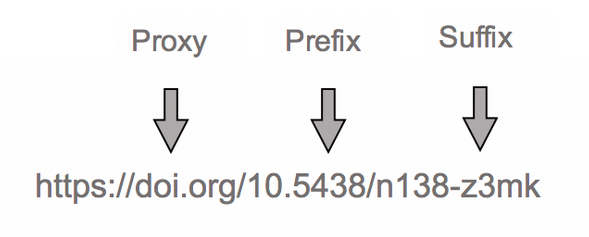 Proxy Prefix Suffix
https://doi.org/10.5438/n138-z3mk